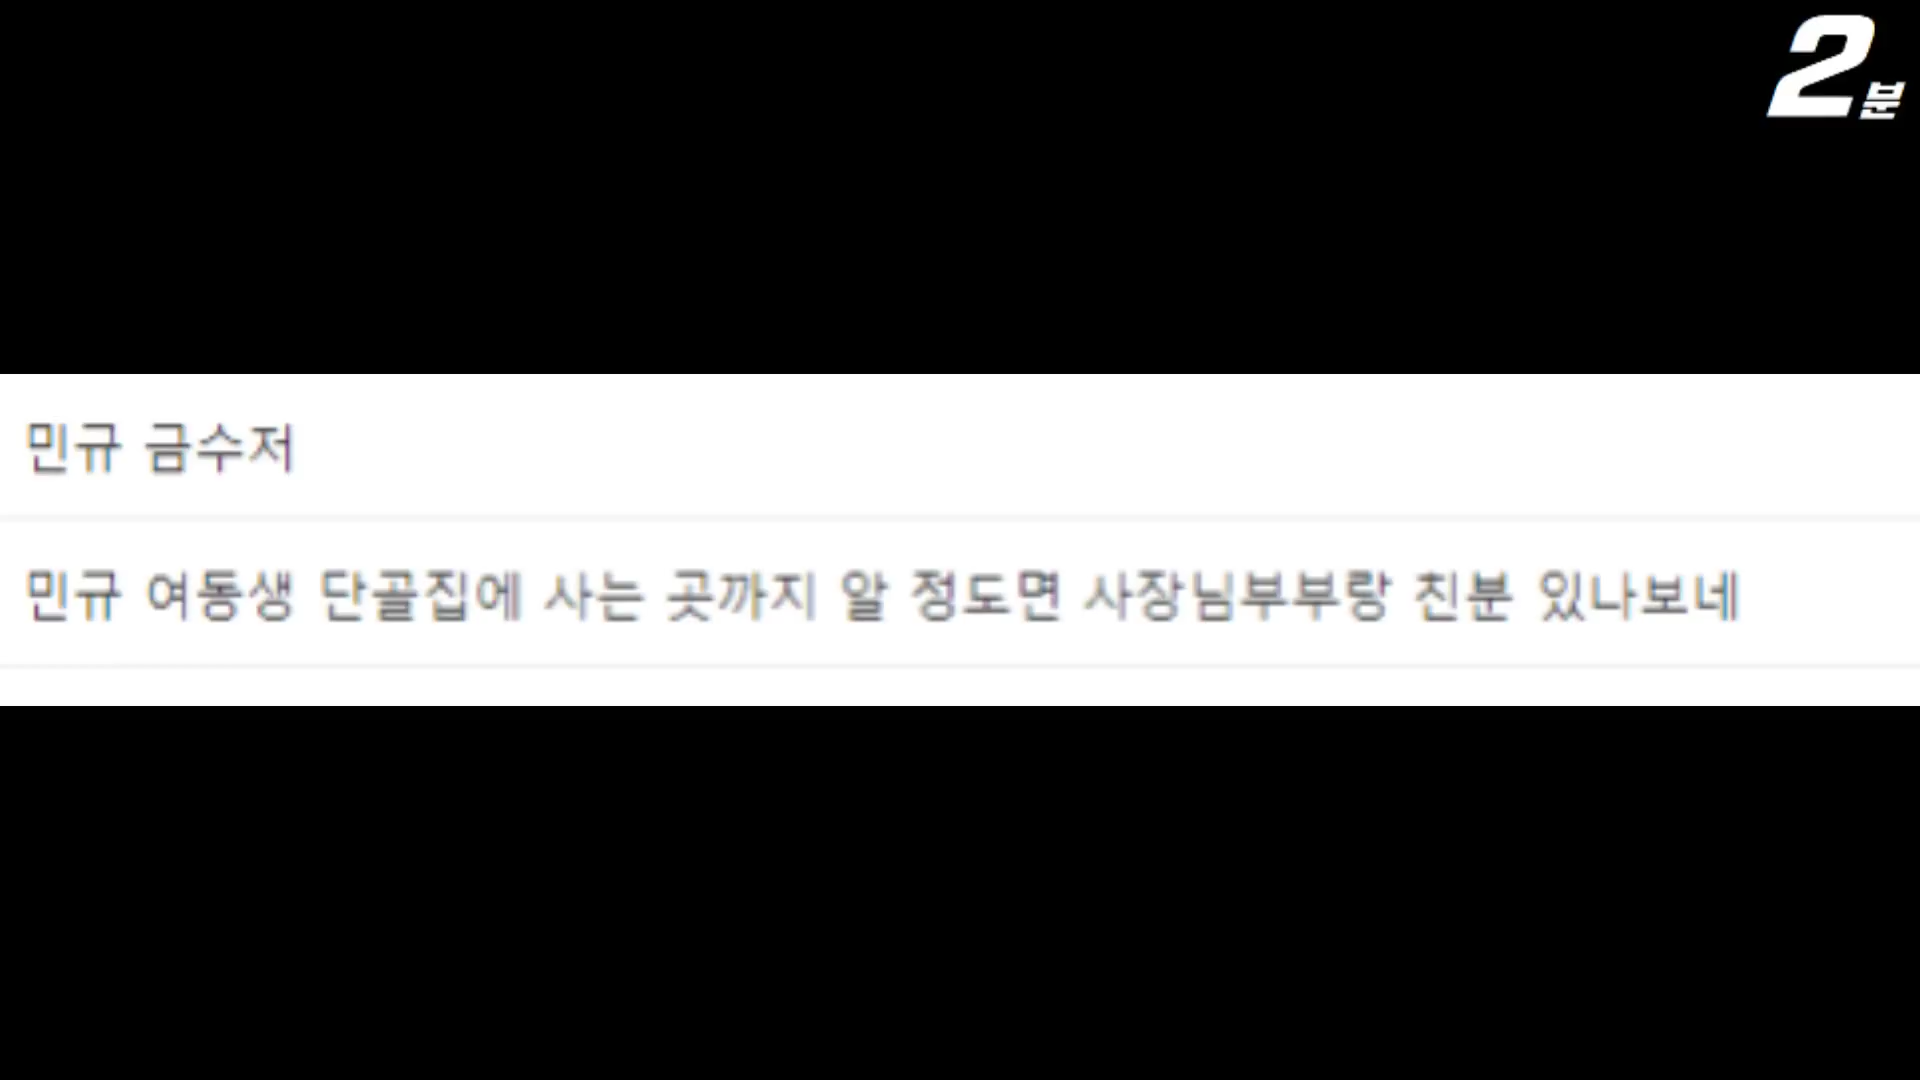 2분
민규 금수저
민규 여동생 단골집에 사는 곳까지 알 정도면 사장님부부랑 친분 있나보네